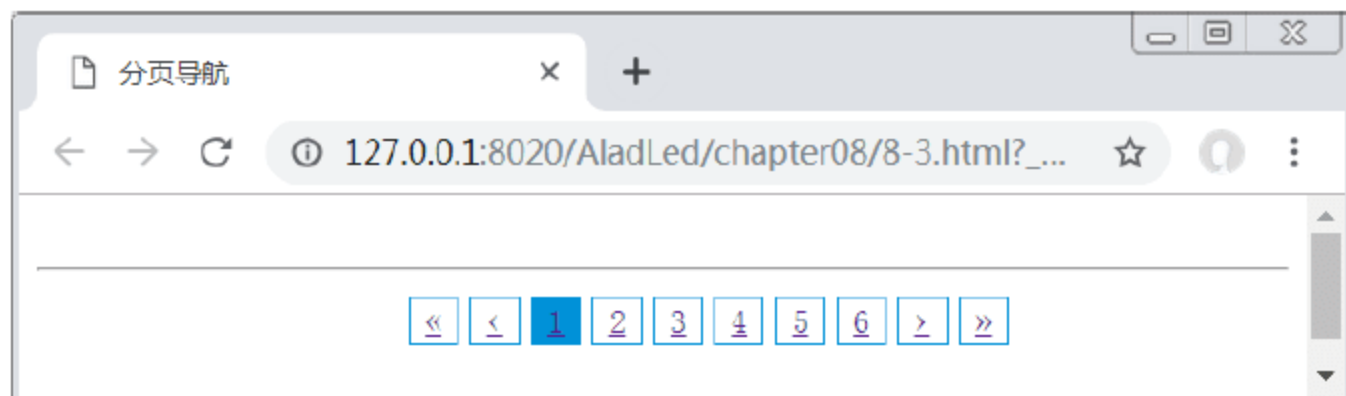 分页导航
127.0.0.1:8020/AladLed/chapter08/8-3.html?_...
« ‹ 1 2 3 4 5 6 › »